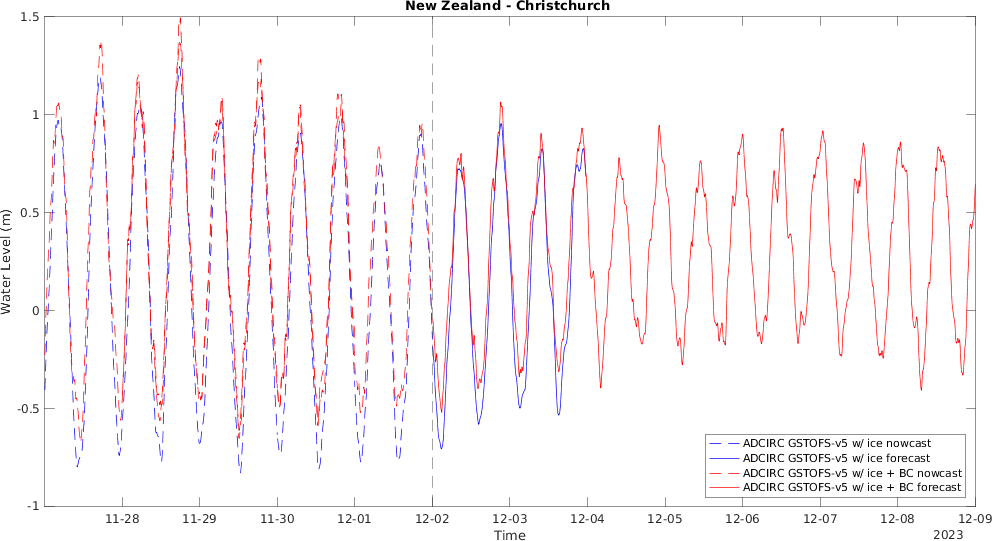 New Zealand - Christchurch
Water Level (m)
1.5
1
0.5
0
-0.5
-1
11-28
11-29
11-30
12-01
12-02
12-03
12-04
12-05
12-06
12-07
12-08
12-09
Time
2023
ADCIRC GSTOFS-v5 w/ ice nowcast
ADCIRC GSTOFS-v5 w/ ice forecast
ADCIRC GSTOFS-v5 w/ ice + BC nowcast
ADCIRC GSTOFS-v5 w/ ice + BC forecast